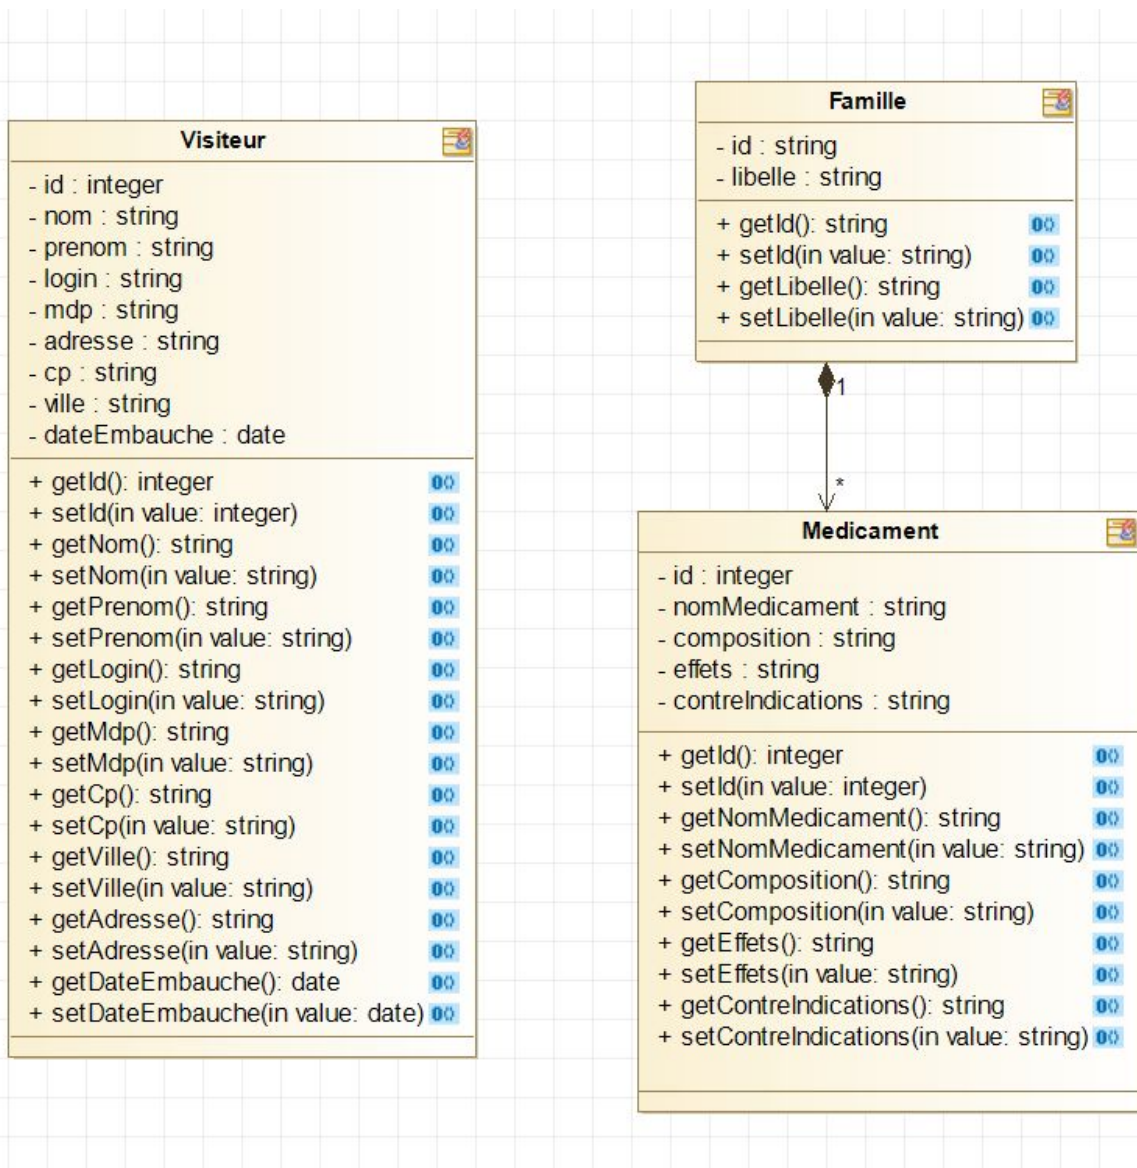 Visiteur
- id : integer
- nom : string
- prenom : string
- login : string
- mdp : string
- adresse : string
- cp : string
- ville : string
- dateEmbauche : date
+ getId(): integer
+ setId(in value: integer)
+ getNom(): string
+ setNom(in value: string)
+ getPrenom(): string
+ setPrenom(in value: string)
+ getLogin(): string
+ setLogin(in value: string)
+ getMdp(): string
+ setMdp(in value: string)
+ getCp(): string
+ setCp(in value: string)
+ getVille(): string
+ setVille(in value: string)
+ getAdresse(): string
+ setAdresse(in value: string)
+ getDateEmbauche(): date
+ setDateEmbauche(in value: date)
Famille
- id : string
- libelle : string
+ getId(): string
+ setId(in value: string)
+ getLibelle(): string
+ setLibelle(in value: string)
1
*
Medicament
- id : integer
- nomMedicament : string
- composition : string
- effets : string
- contreIndications : string
+ getId(): integer
+ setId(in value: integer)
+ getNomMedicament(): string
+ setNomMedicament(in value: string)
+ getComposition(): string
+ setComposition(in value: string)
+ getEffets(): string
+ setEffets(in value: string)
+ getContreIndications(): string
+ setContreIndications(in value: string)